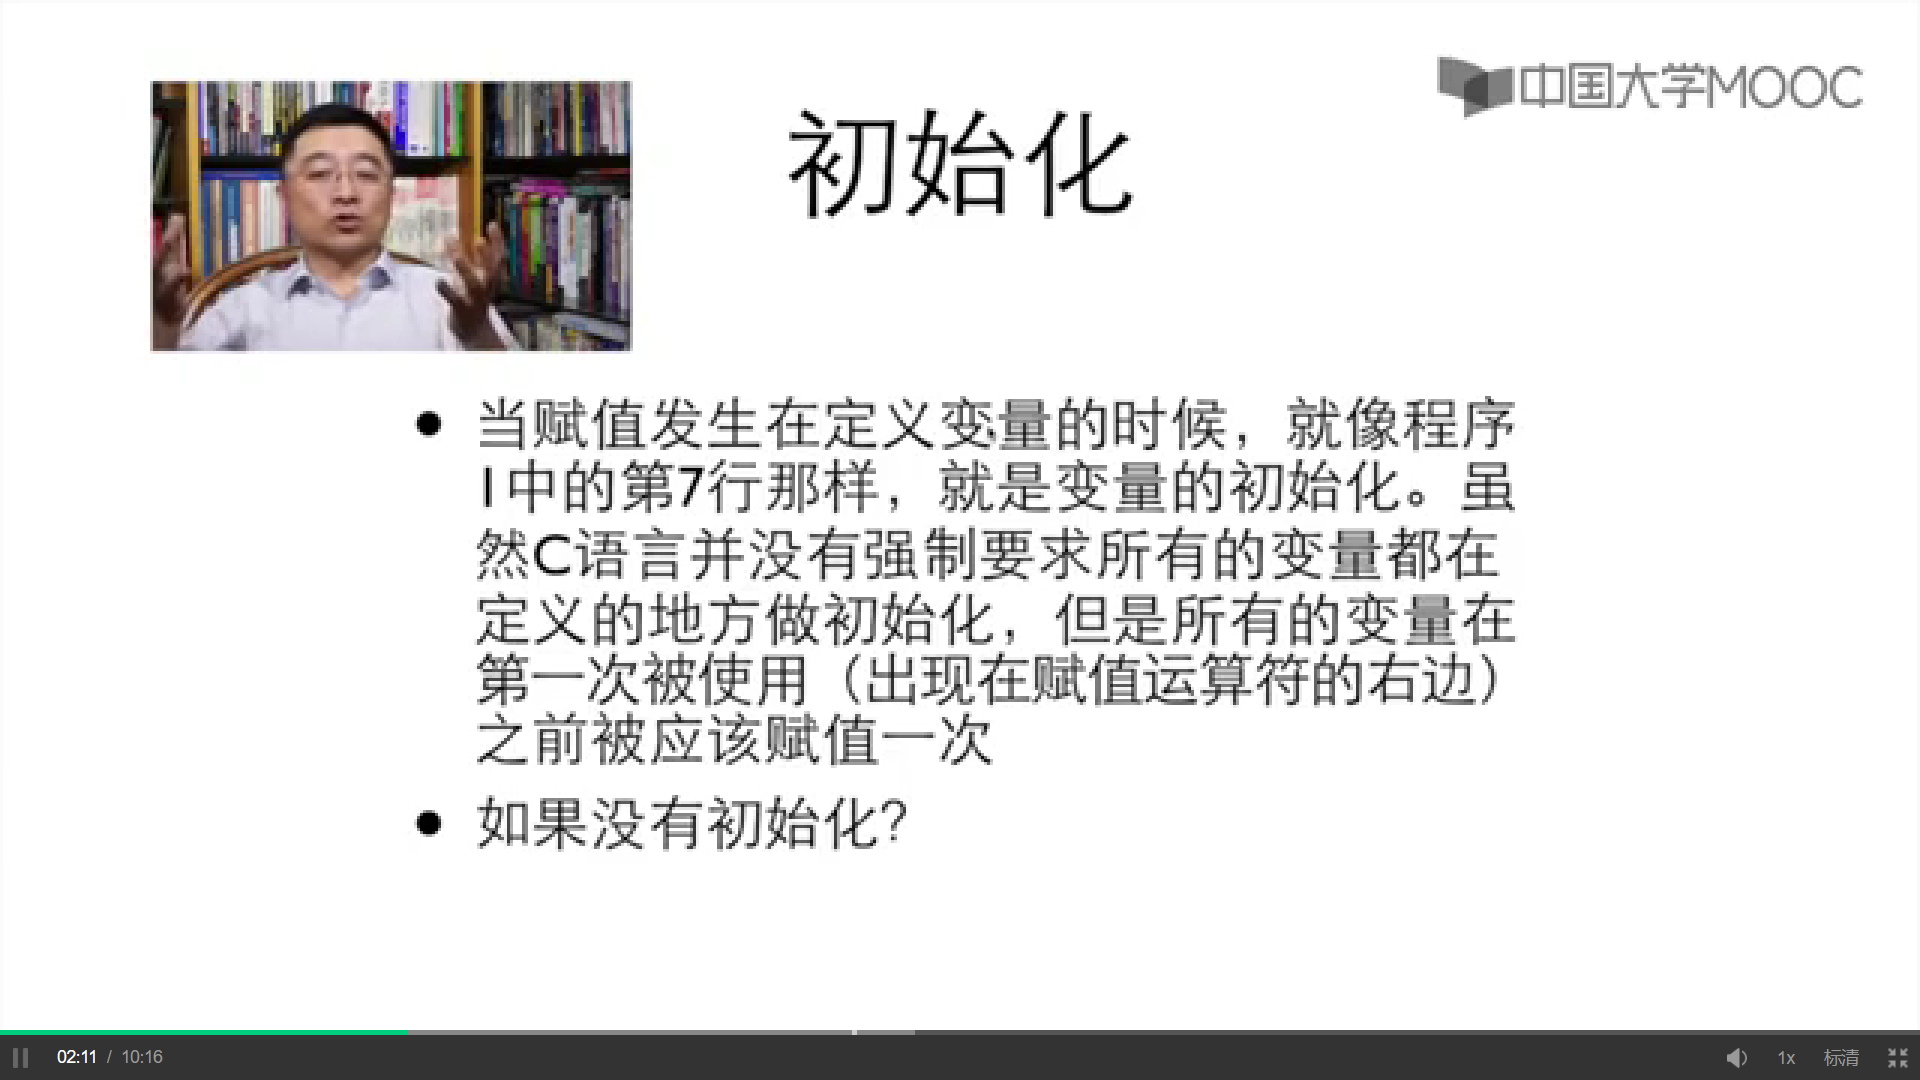 中国大学MOOC
初始化
• 当赋值发生在定义变量的时候，就像程序
1中的第7行那样，就是变量的初始化。虽
然C语言并没有强制要求所有的变量都在
定义的地方做初始化，但是所有的变量在
第一次被使用（出现在赋值运算符的右边）
之前被应该赋值一次
• 如果没有初始化？
02:11 / 10:16
1x 标清